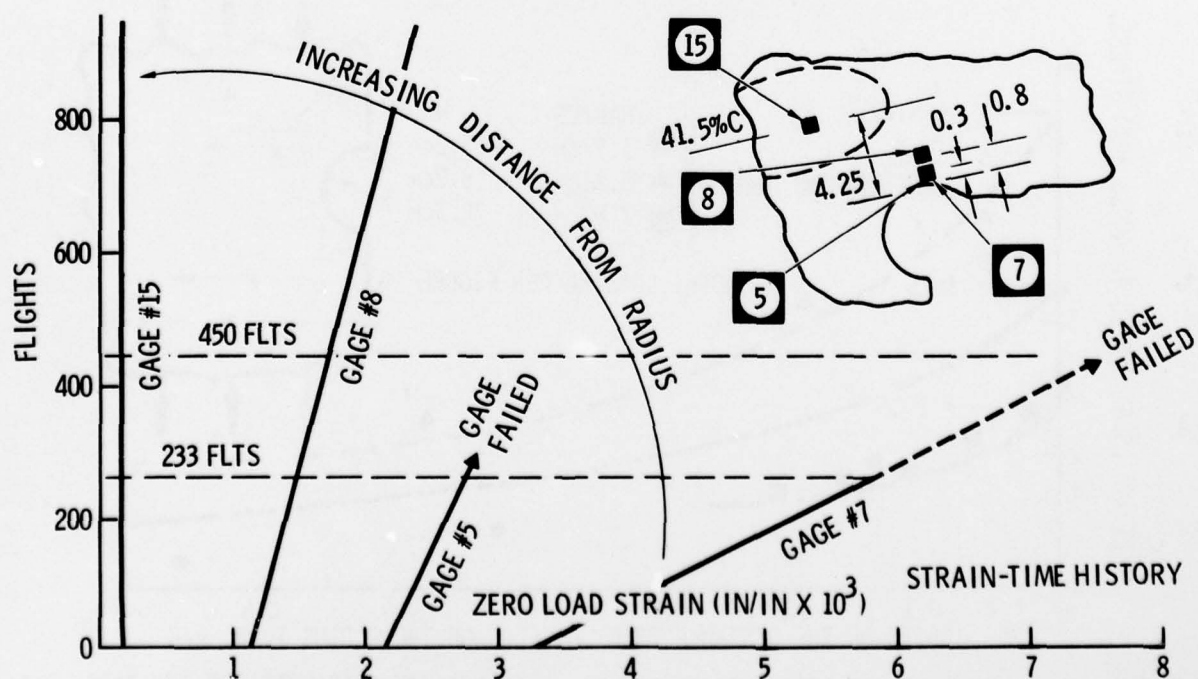 800
600
400
200
0
FLIGHTS
1
2
3
4
5
6
7
8
ZERO LOAD STRAIN (IN/IN X 10³)
STRAIN-TIME HISTORY
INCREASING DISTANCE FROM RADIUS
GAGE #15
GAGE #8
GAGE #5
GAGE FAILED
GAGE #7
GAGE FAILED
450 FLTS
233 FLTS
15
41.5%C
8
4.25
0.3
0.8
5
7